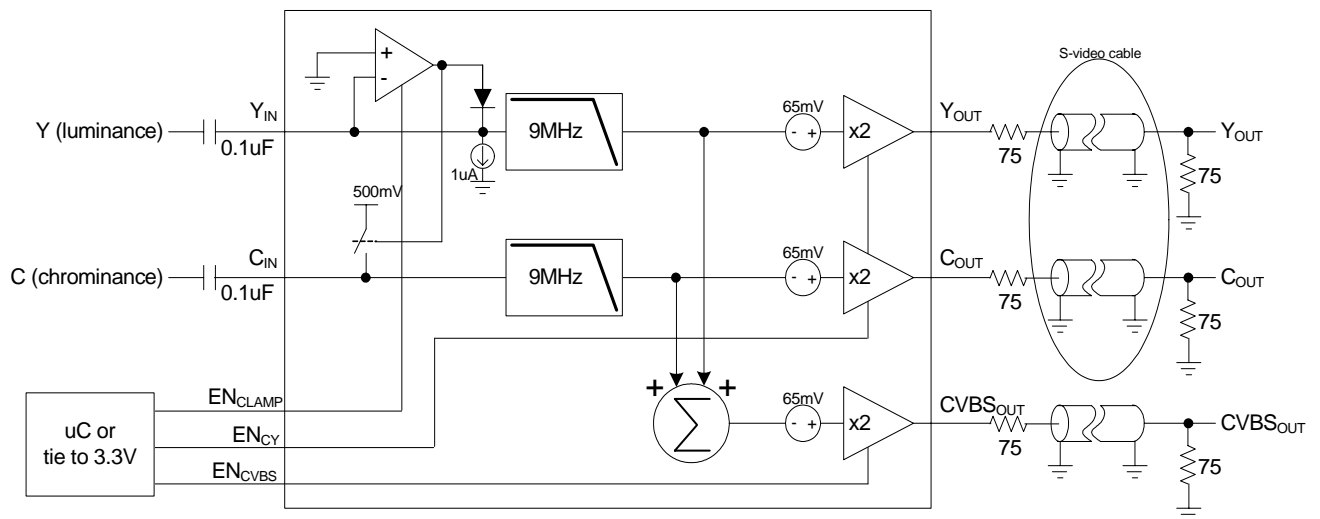 S-video cable
+
-
Y (luminance)
0.1uF
YIN
1uA
9MHz
65mV
- +
x2
YOUT
75
YOUT
75
500mV
C (chrominance)
0.1uF
CIN
9MHz
65mV
- +
x2
COUT
75
COUT
75
uC or
tie to 3.3V
ENCLAMP
ENCY
ENCVBS
+ +
Σ
65mV
- +
x2
CVBSOUT
75
CVBSOUT
75